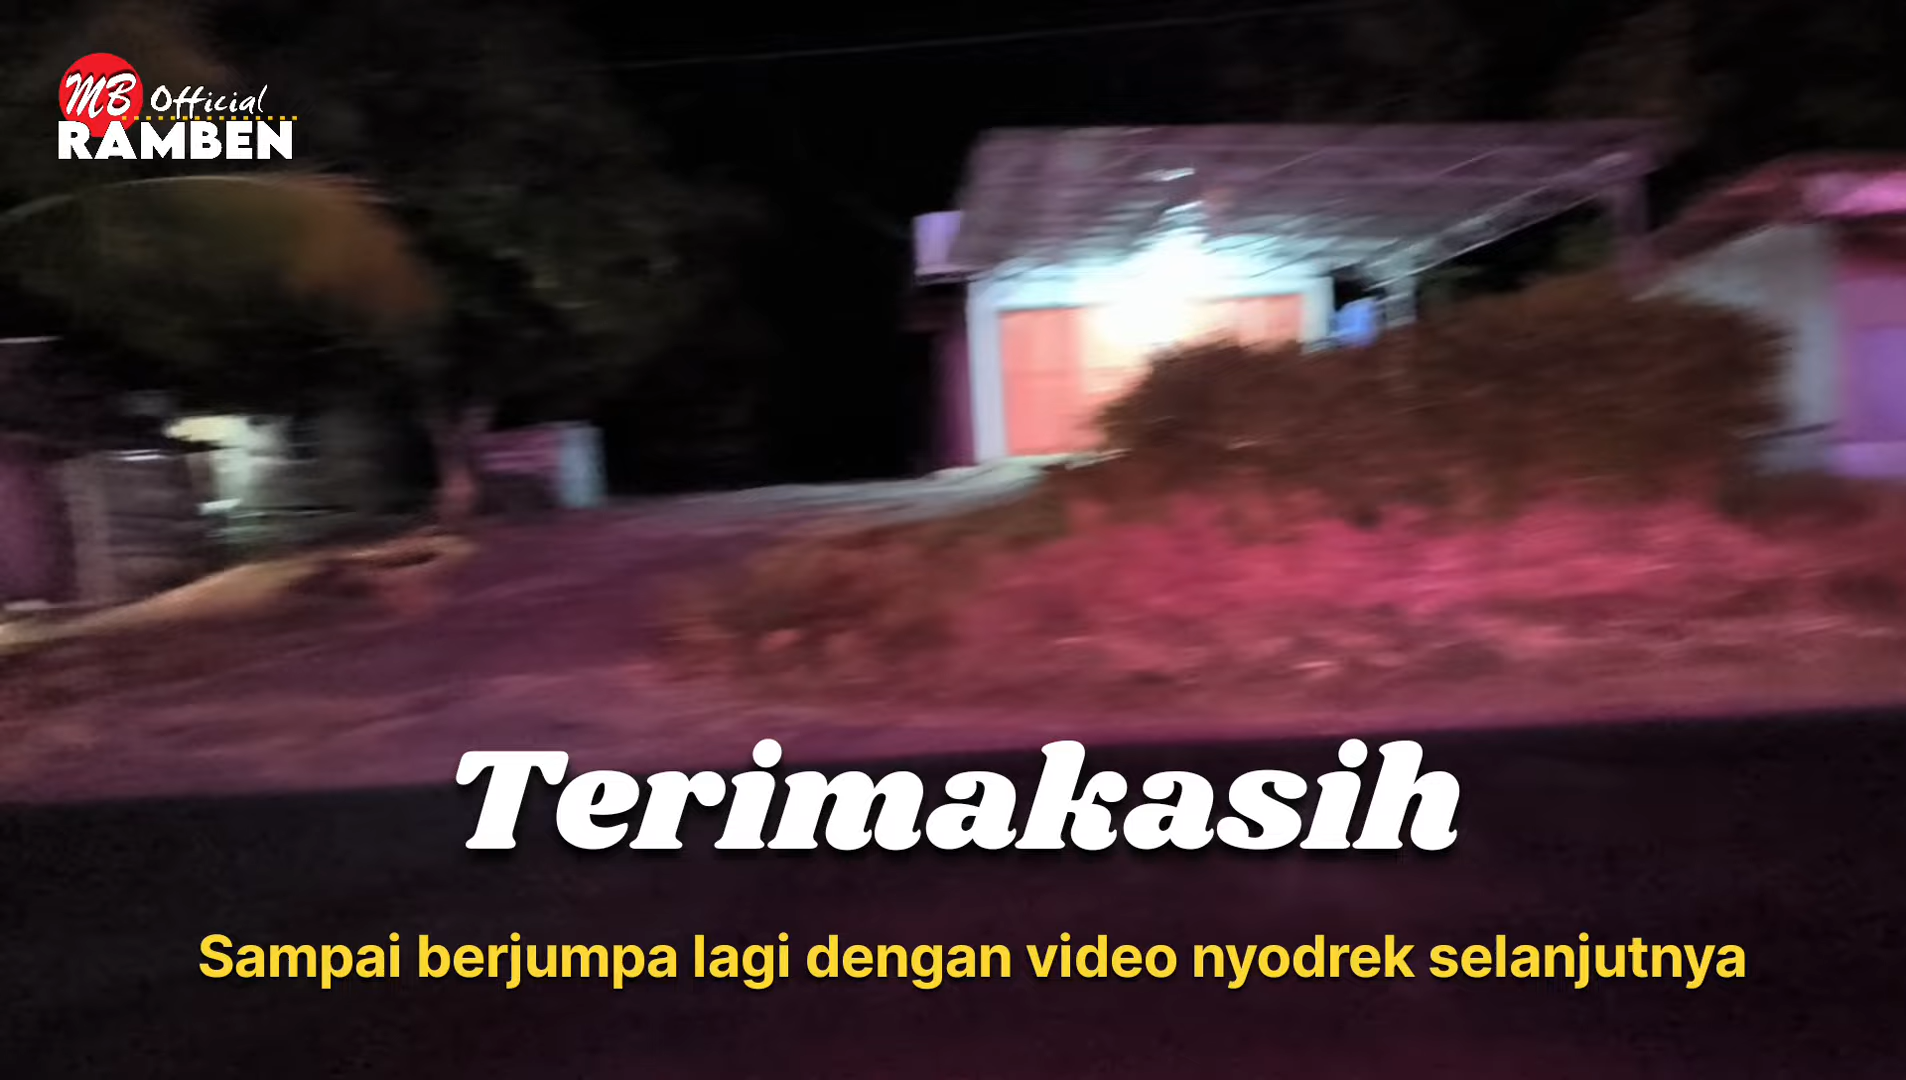 MB Official
RAMBEN
Terimakasih
Sampai berjumpa lagi dengan video nyodrek selanjutnya